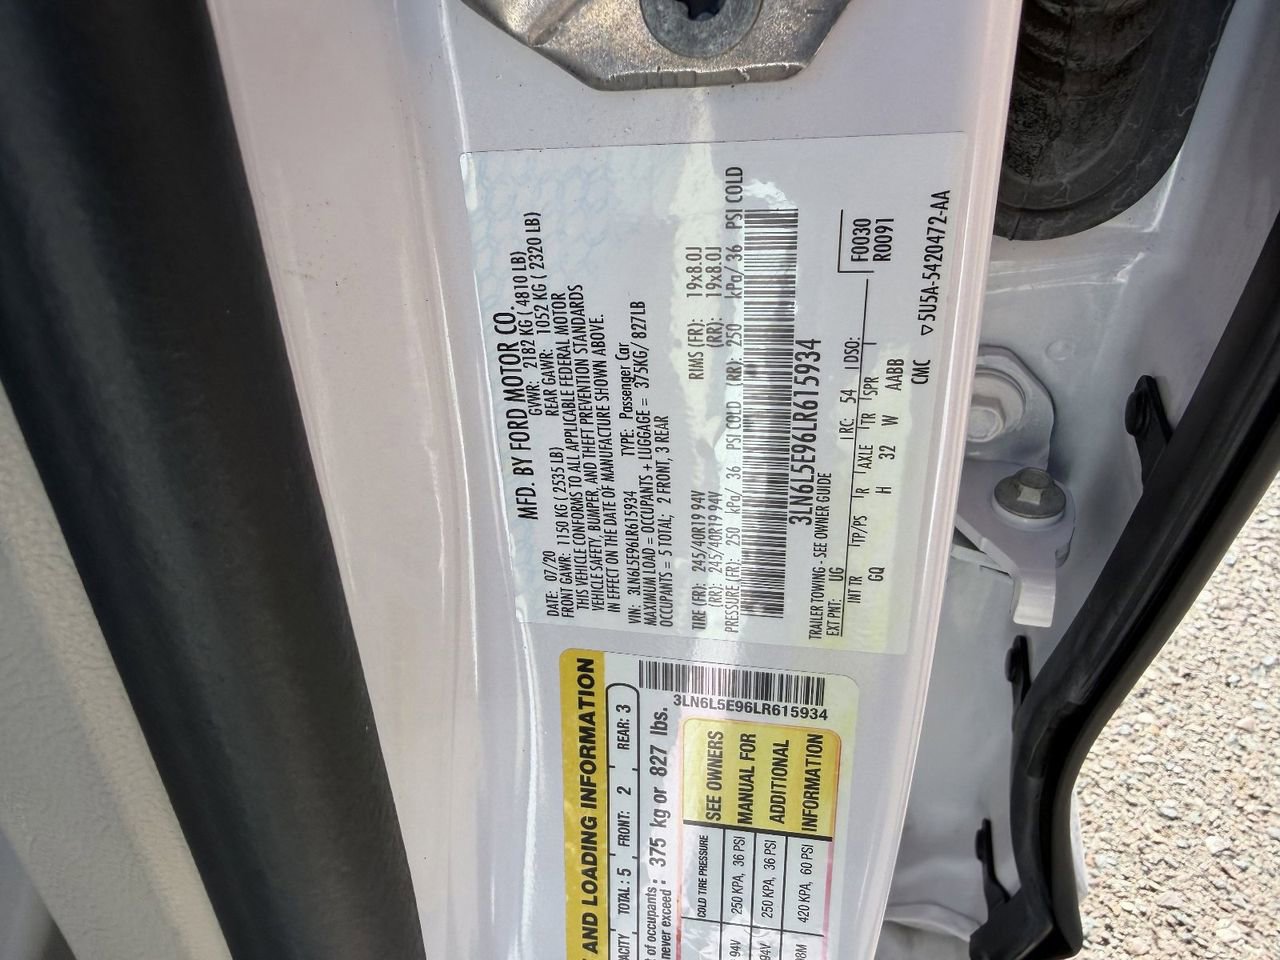 MFD. BY FORD MOTOR CO.
DATE: 07/20 GVWR: 2182 KG ( 4810 LB)
FRONT GAWR: 1150 KG ( 2535 LB) REAR GAWR: 1052 KG ( 2320 LB)
THIS VEHICLE CONFORMS TO ALL APPLICABLE FEDERAL MOTOR
VEHICLE SAFETY, BUMPER, AND THEFT PREVENTION STANDARDS
IN EFFECT ON THE DATE OF MANUFACTURE SHOWN ABOVE.
VIN: 3LN6L5E96LR615934 TYPE: Passenger Car
MAXIMUM LOAD = OCCUPANTS + LUGGAGE = 375KG/ 827LB
OCCUPANTS = 5 TOTAL; 2 FRONT, 3 REAR
TIRE (FR): 245/40R19 94V RIMS (FR): 19x8.0J
(RR): 245/40R19 94V (RR): 19x8.0J
PRESSURE (FR): 250 kPa/ 36 PSI COLD (RR): 250 kPa/ 36 PSI COLD
3LN6L5E96LR615934
TRAILER TOWING - SEE OWNER GUIDE
EXT PNT: UG RC: 54 DSO: F0030
INT TR TP/PS R AXLE TR SPR R0091
GQ H 32 W AABB
CMC
▽5U5A-5420472-AA
AND LOADING INFORMATION
TOTAL: 5 FRONT: 2 REAR: 3
t of occupants: 375 kg or 827 lbs.
never exceed:
3LN6L5E96LR615934
COLD TIRE PRESSURE
94V 250 KPA, 36 PSI
94V 250 KPA, 36 PSI
98M 420 KPA, 60 PSI
SEE OWNERS
MANUAL FOR
ADDITIONAL
INFORMATION